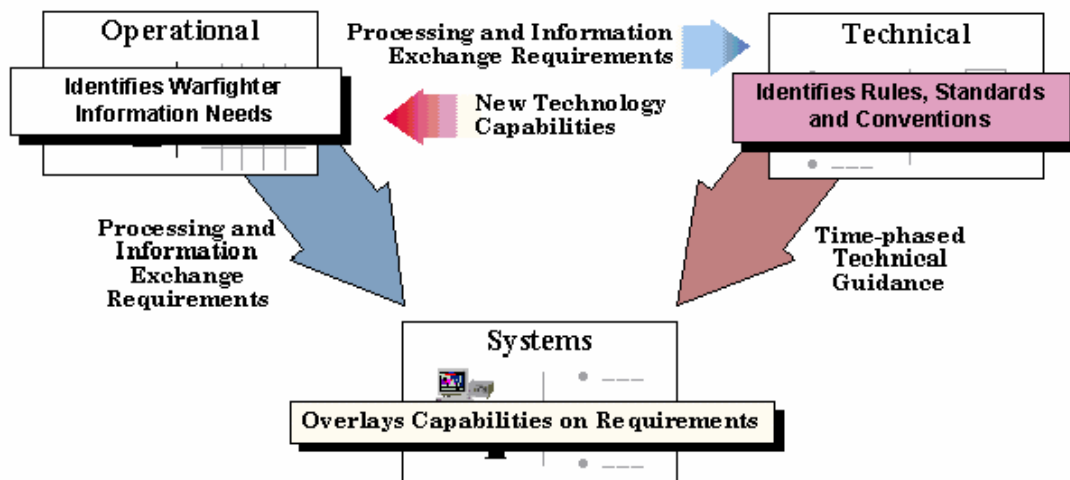 Operational
Identifies Warfighter
Information Needs
Processing and Information
Exchange Requirements
New Technology
Capabilities
Technical
Identifies Rules, Standards
and Conventions
Processing and
Information
Exchange
Requirements
Time-phased
Technical
Guidance
Systems
Overlays Capabilities on Requirements